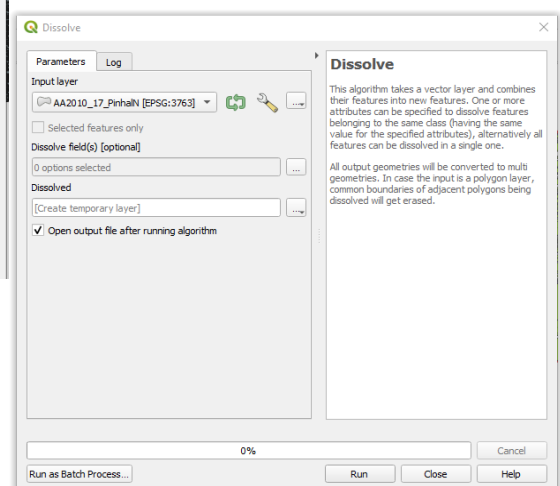 Dissolve
Parameters Log
Input layer
AA2010_17_PinhalN [EPSG:3763]
...
Selected features only
Dissolve field(s) [optional]
0 options selected
...
Dissolved
[Create temporary layer]
...
Open output file after running algorithm
Dissolve
This algorithm takes a vector layer and combines
their features into new features. One or more
attributes can be specified to dissolve features
belonging to the same class (having the same
value for the specified attributes), alternatively all
features can be dissolved in a single one.
All output geometries will be converted to multi
geometries. In case the input is a polygon layer,
common boundaries of adjacent polygons being
dissolved will get erased.
0%
Cancel
Run as Batch Process...
Run
Close
Help